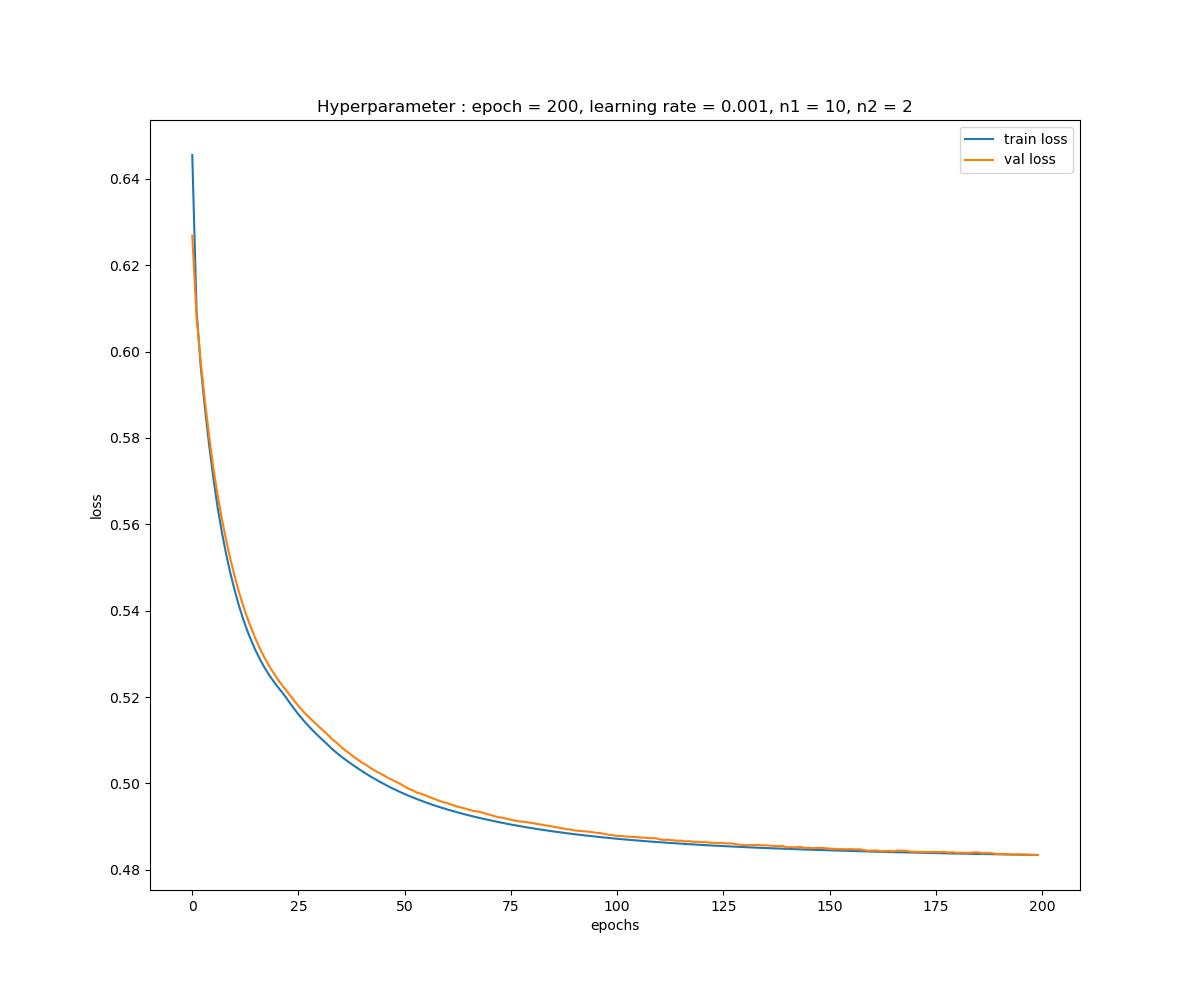 Hyperparameter : epoch = 200, learning rate = 0.001, n1 = 10, n2 = 2
train loss
val loss
0.64
0.62
0.60
0.58
0.56
0.54
0.52
0.50
0.48
loss
0 25 50 75 100 125 150 175 200
epochs